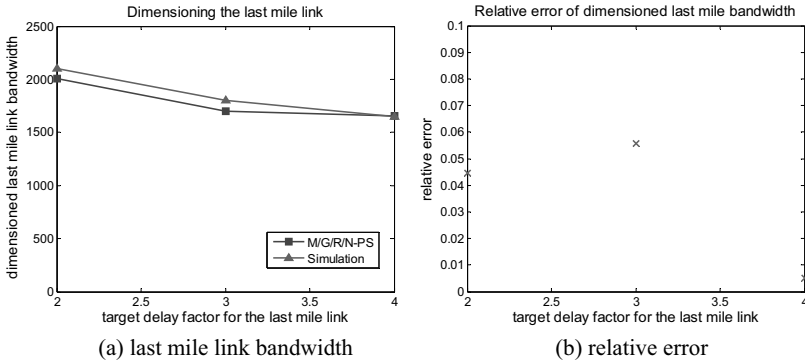 Dimensioning the last mile link
2500
2000
1500
1000
500
0
dimensioned last mile link bandwidth
M/G/R/N-PS
Simulation
2
2.5
3
3.5
4
target delay factor for the last mile link
(a) last mile link bandwidth
Relative error of dimensioned last mile bandwidth
0.1
0.09
0.08
0.07
0.06
0.05
0.04
0.03
0.02
0.01
0
relative error
2
2.5
3
3.5
4
target delay factor for the last mile link
(b) relative error